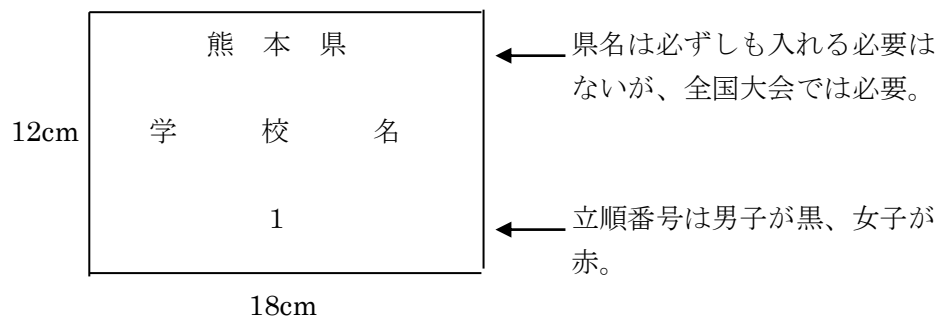 熊 本 県
県名は必ずしも入れる必要は
ないが、全国大会では必要。
12cm
学 校 名
1
立順番号は男子が黒、女子が
赤。
18cm